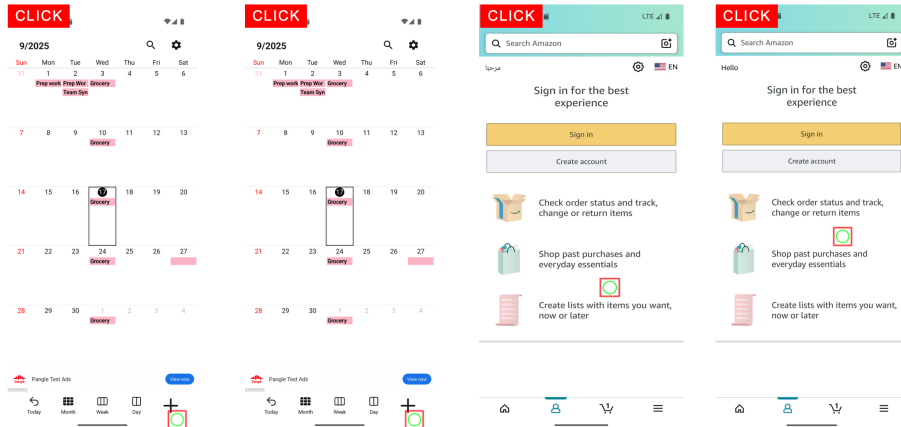 CLICK
9/2025
Sun Mon Tue Wed Thu Fri Sat
31 1 2 3 4 5 6
Prep work Prep Wor Grocery
Team Syn
7 8 9 10 11 12 13
Grocery
14 15 16 17 18 19 20
Grocery
21 22 23 24 25 26 27
Grocery
28 29 30 1 2 3 4
Grocery
Pangle Pangle Test Ads View now
Today Month Week Day
CLICK
9/2025
Sun Mon Tue Wed Thu Fri Sat
31 1 2 3 4 5 6
Prep work Prep Wor Grocery
Team Syn
7 8 9 10 11 12 13
Grocery
14 15 16 17 18 19 20
Grocery
21 22 23 24 25 26 27
Grocery
28 29 30 1 2 3 4
Grocery
Pangle Pangle Test Ads View now
Today Month Week Day
CLICK LTE
Search Amazon
مرحبًا EN
Sign in for the best
experience
Sign in
Create account
Check order status and track,
change or return items
Shop past purchases and
everyday essentials
Create lists with items you want,
now or later
1
CLICK LTE
Search Amazon
Hello EN
Sign in for the best
experience
Sign in
Create account
Check order status and track,
change or return items
Shop past purchases and
everyday essentials
Create lists with items you want,
now or later
1